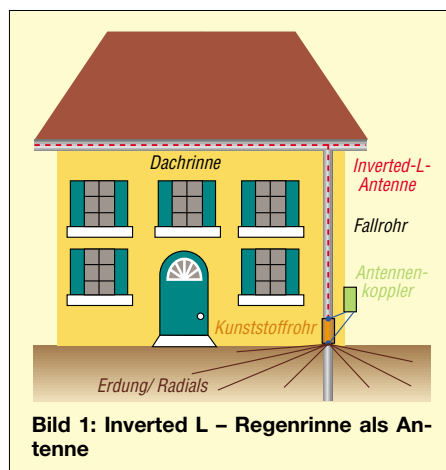 Dachrinne
Inverted-L-
Antenne
Fallrohr
Antennen-
koppler
Kunststoffrohr
Erdung/ Radials
Bild 1: Inverted L – Regenrinne als An-
tenne